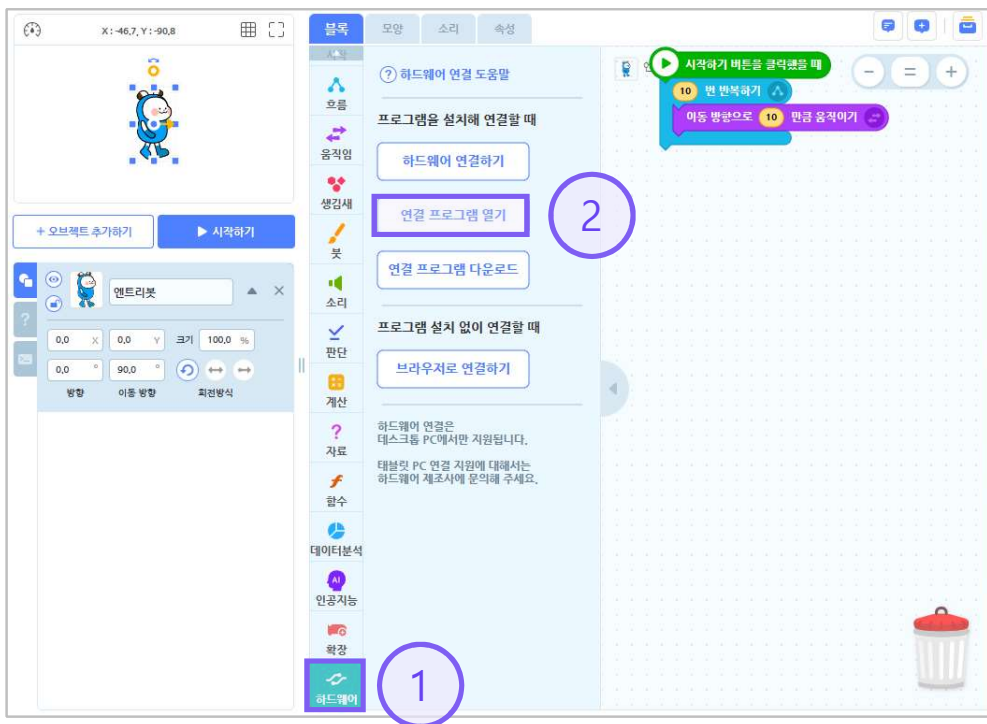 X : -46,7, Y : -90,8
블록
모양
소리
속성
+ 오브젝트 추가하기
시작하기
엔트리봇
0,0 X
0,0 Y
크기
100,0 %
0,0 °
90,0 °
방향
이동 방향
회전방식
시작
흐름
움직임
생김새
붓
소리
판단
계산
? 자료
함수
데이터분석
AI
인공지능
확장
하드웨어
1
? 하드웨어 연결 도움말
프로그램을 설치해 연결할 때
하드웨어 연결하기
연결 프로그램 열기
2
연결 프로그램 다운로드
프로그램 설치 없이 연결할 때
브라우저로 연결하기
하드웨어 연결은
데스크톱 PC에서만 지원됩니다.
태블릿 PC 연결 지원에 대해서는
하드웨어 제조사에 문의해 주세요.
시작하기 버튼을 클릭했을 때
10 번 반복하기
이동 방향으로 10 만큼 움직이기